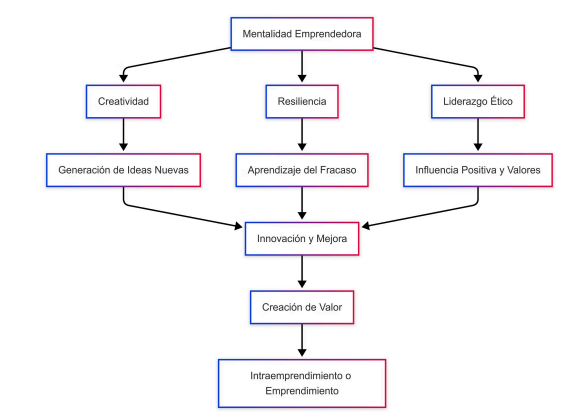 Mentalidad Emprendedora
Creatividad
Resiliencia
Liderazgo Ético
Generación de Ideas Nuevas
Aprendizaje del Fracaso
Influencia Positiva y Valores
Innovación y Mejora
Creación de Valor
Intraemprendimiento o
Emprendimiento